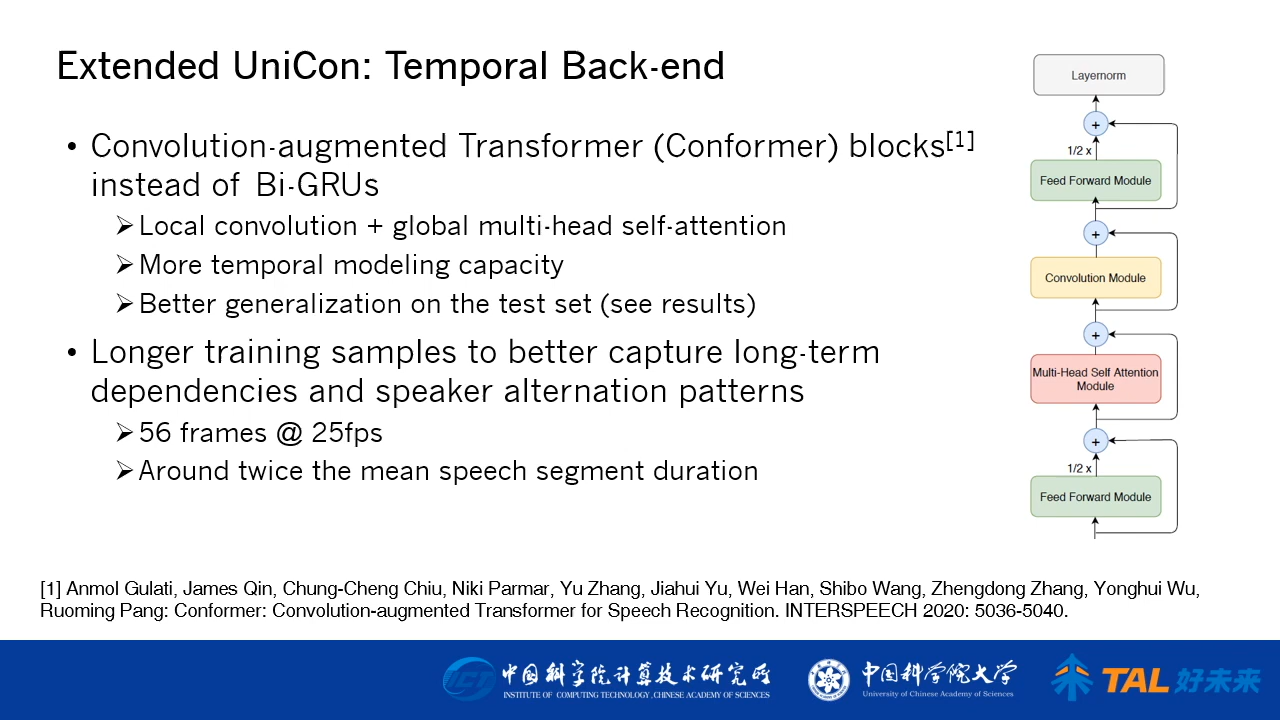 Extended UniCon: Temporal Back-end
• Convolution-augmented Transformer (Conformer) blocks[1]
instead of Bi-GRUs
➢Local convolution + global multi-head self-attention
➢More temporal modeling capacity
➢Better generalization on the test set (see results)
• Longer training samples to better capture long-term
dependencies and speaker alternation patterns
➢56 frames @ 25fps
➢Around twice the mean speech segment duration
Layernorm
+
1/2 x
Feed Forward Module
+
Convolution Module
+
Multi-Head Self Attention
Module
+
1/2 x
Feed Forward Module
[1] Anmol Gulati, James Qin, Chung-Cheng Chiu, Niki Parmar, Yu Zhang, Jiahui Yu, Wei Han, Shibo Wang, Zhengdong Zhang, Yonghui Wu,
Ruoming Pang: Conformer: Convolution-augmented Transformer for Speech Recognition. INTERSPEECH 2020: 5036-5040.
ICT
中国科学院计算技术研究所
INSTITUTE OF COMPUTING TECHNOLOGY, CHINESE ACADEMY OF SCIENCES
中国科学院大学
University of Chinese Academy of Sciences
TAL 好未来